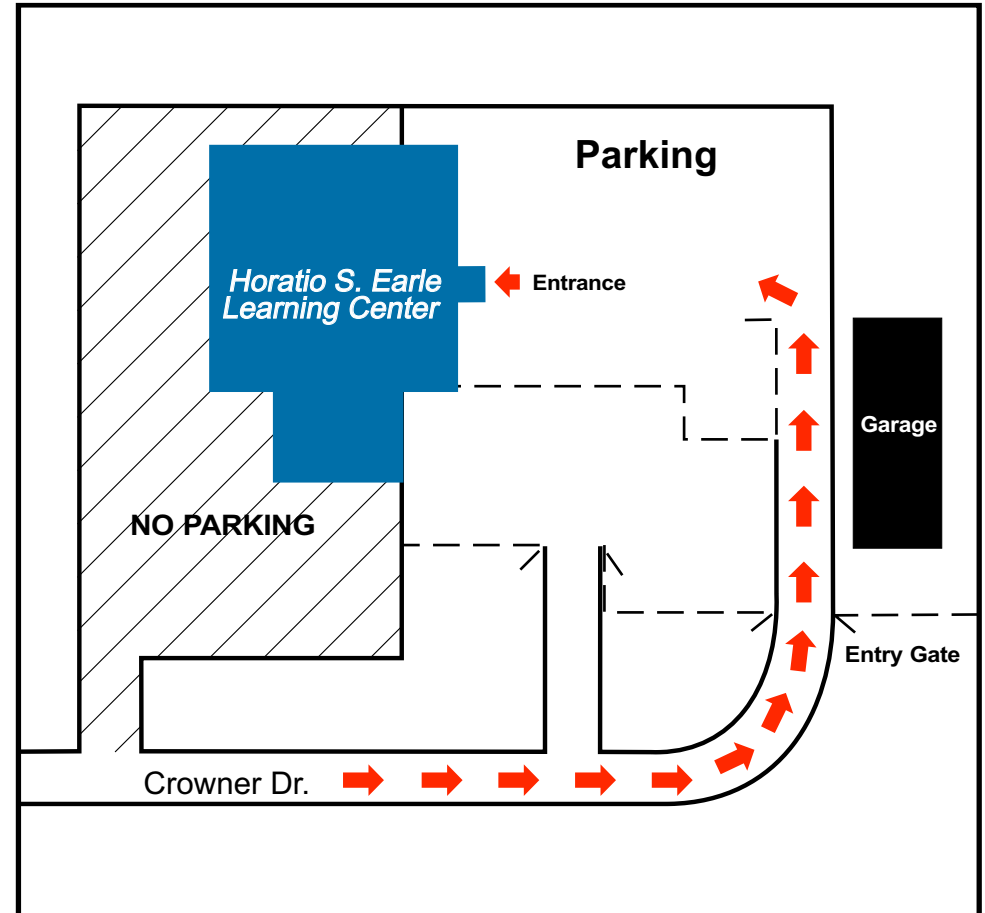 Parking
Horatio S. Earle
Learning Center
Entrance
Garage
NO PARKING
Entry Gate
Crowner Dr.